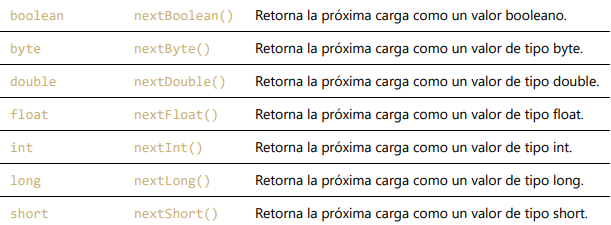 boolean nextBoolean() Retorna la próxima carga como un valor booleano.
byte nextByte() Retorna la próxima carga como un valor de tipo byte.
double nextDouble() Retorna la próxima carga como un valor de tipo double.
float nextFloat() Retorna la próxima carga como un valor de tipo float.
int nextInt() Retorna la próxima carga como un valor de tipo int.
long nextLong() Retorna la próxima carga como un valor de tipo long.
short nextShort() Retorna la próxima carga como un valor de tipo short.